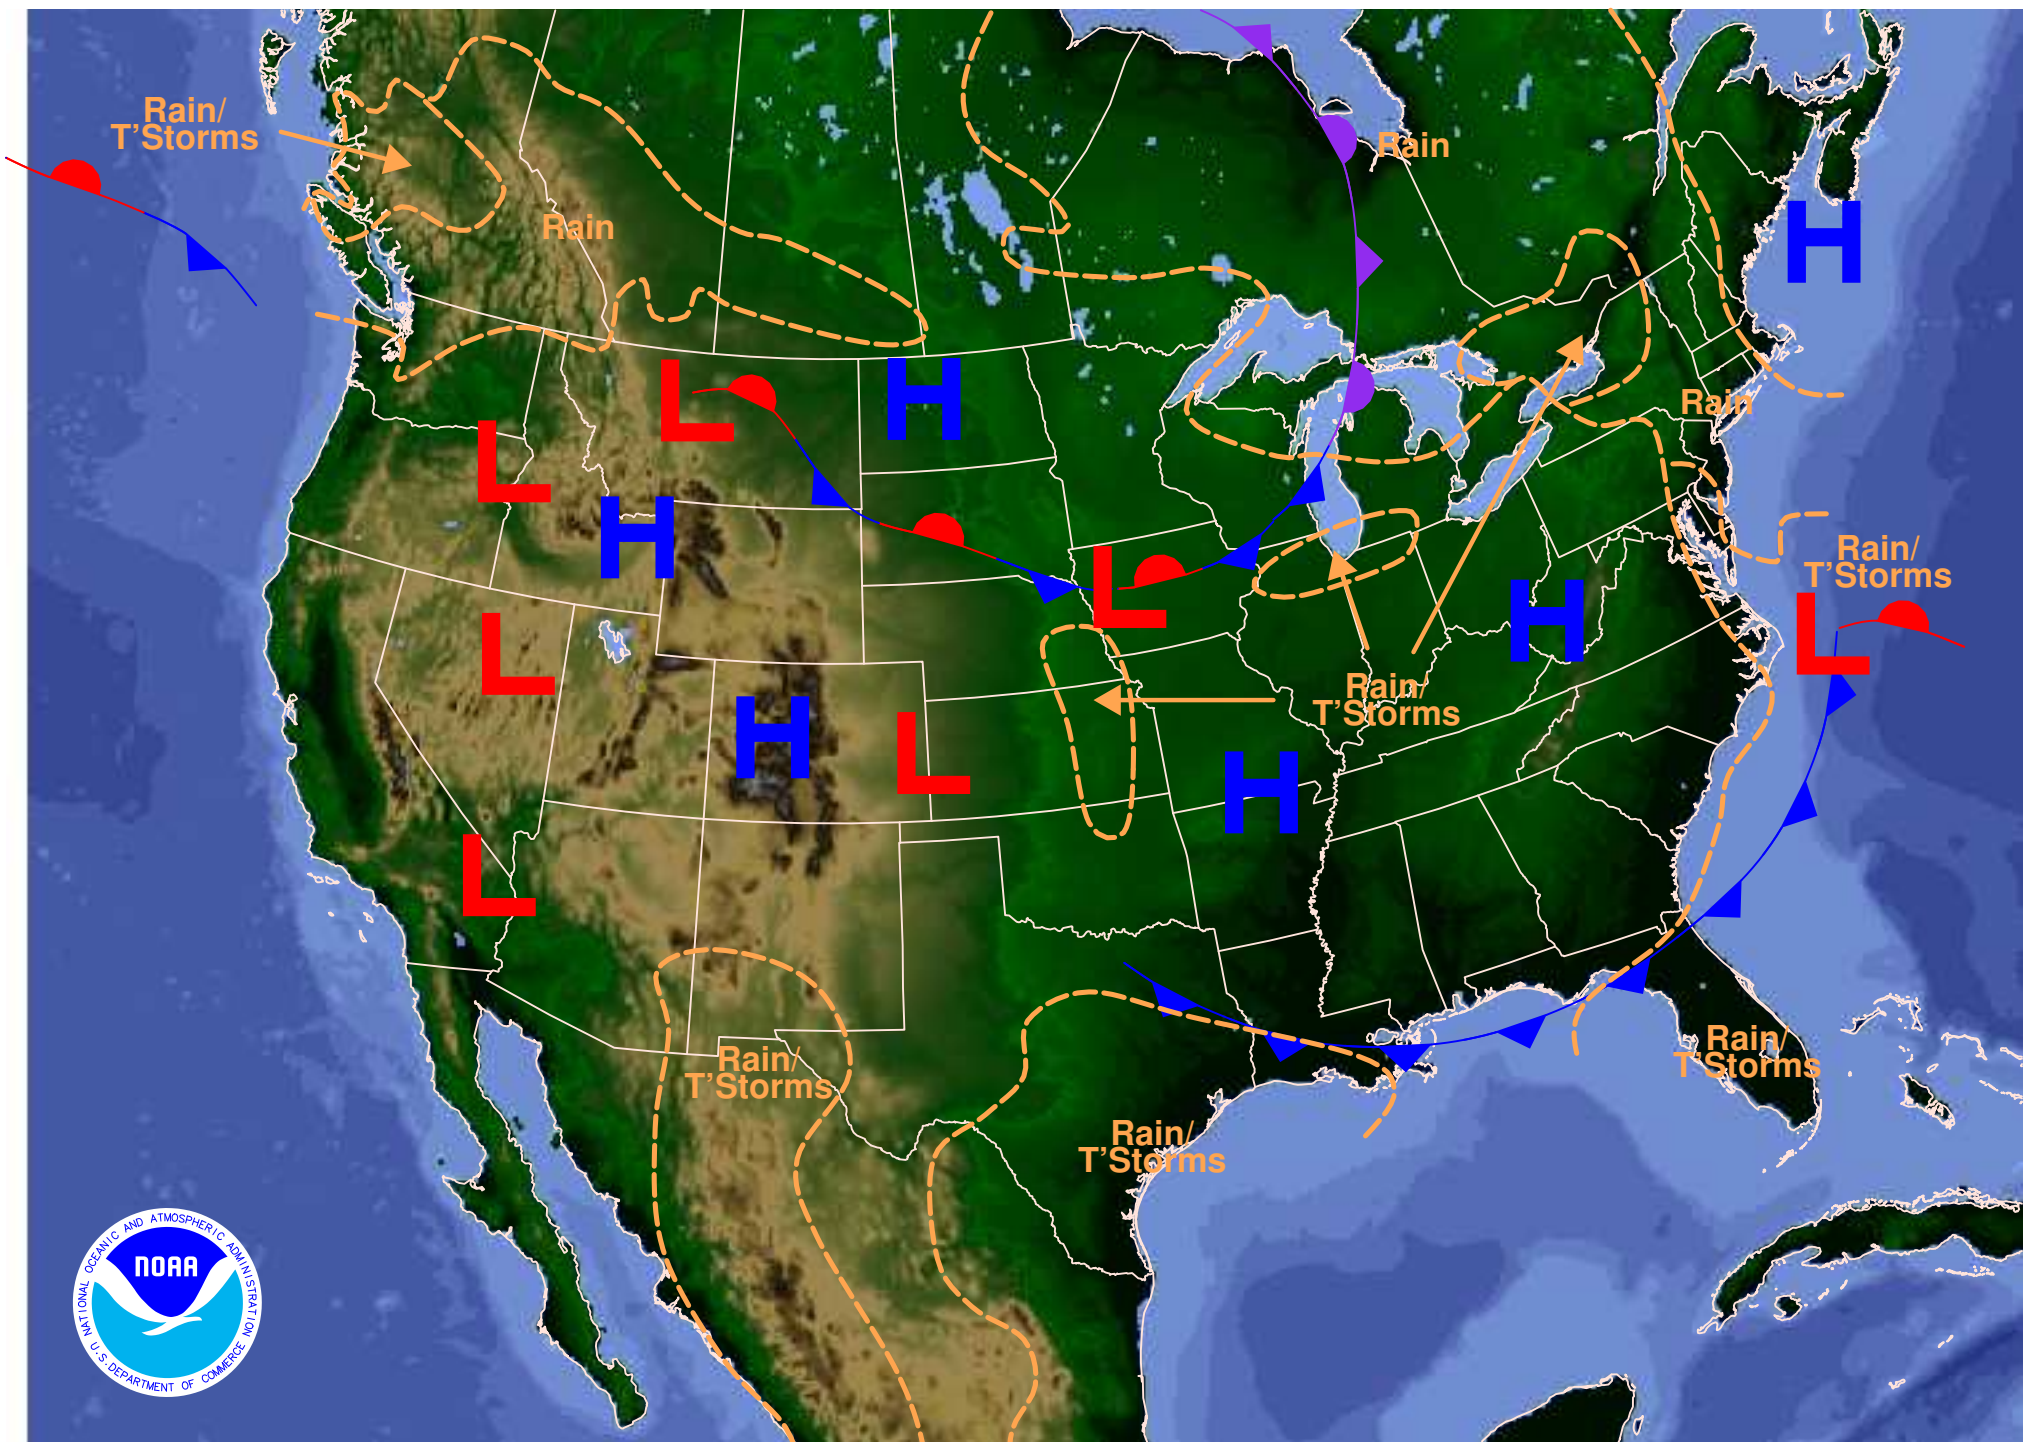 Rain/
T'Storms
Rain
Rain
H
Rain
L
H
L
H
Rain/
T'Storms
L
H
L
L
Rain/
T'Storms
H
L
H
L
Rain/
T'Storms
Rain/
T'Storms
Rain/
T'Storms
NATIONAL OCEANIC AND ATMOSPHERIC ADMINISTRATION
NOAA
U.S. DEPARTMENT OF COMMERCE